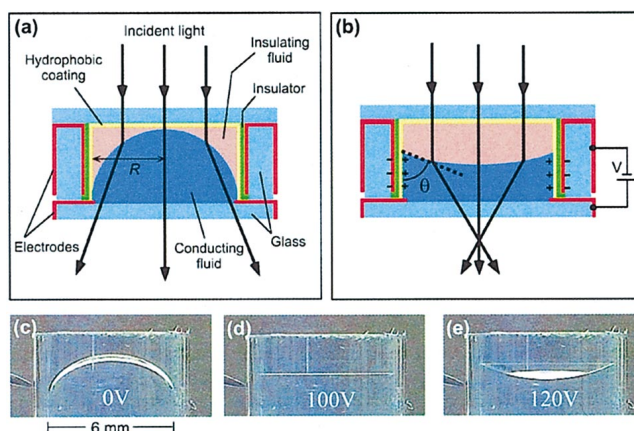 (a)
Incident light
Insulating fluid
Hydrophobic coating
Insulator
R
Electrodes
Conducting fluid
Glass
(b)
+ +
+ +
+ +
θ
+ +
+ +
+ +
V
(c)
0V
6 mm
(d)
100V
(e)
120V